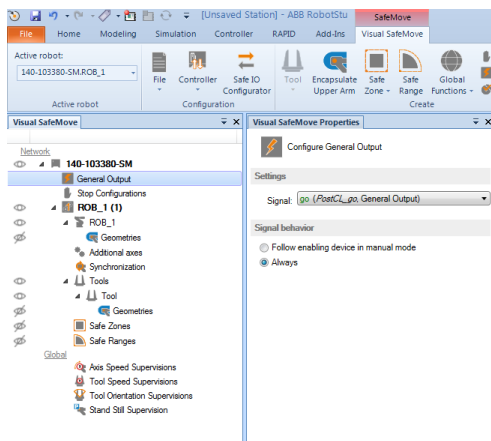 [Unsaved Station] - ABB RobotStu
SafeMove
File Home Modeling Simulation Controller RAPID Add-Ins Visual SafeMove
Active robot:
140-103380-SM.ROB_1
Active robot
File Controller Safe IO Configurator
Configuration
Tool Encapsulate Upper Arm Safe Zone Safe Range Global Functions
Create
Visual SafeMove
Network
140-103380-SM
General Output
Stop Configurations
ROB_1 (1)
ROB_1
Geometries
Additional axes
Synchronization
Tools
Tool
Geometries
Safe Zones
Safe Ranges
Global
Axis Speed Supervisions
Tool Speed Supervisions
Tool Orientation Supervisions
Stand Still Supervision
Visual SafeMove Properties
Configure General Output
Settings
Signal: go (PostCL_go, General Output)
Signal behavior
Follow enabling device in manual mode
Always